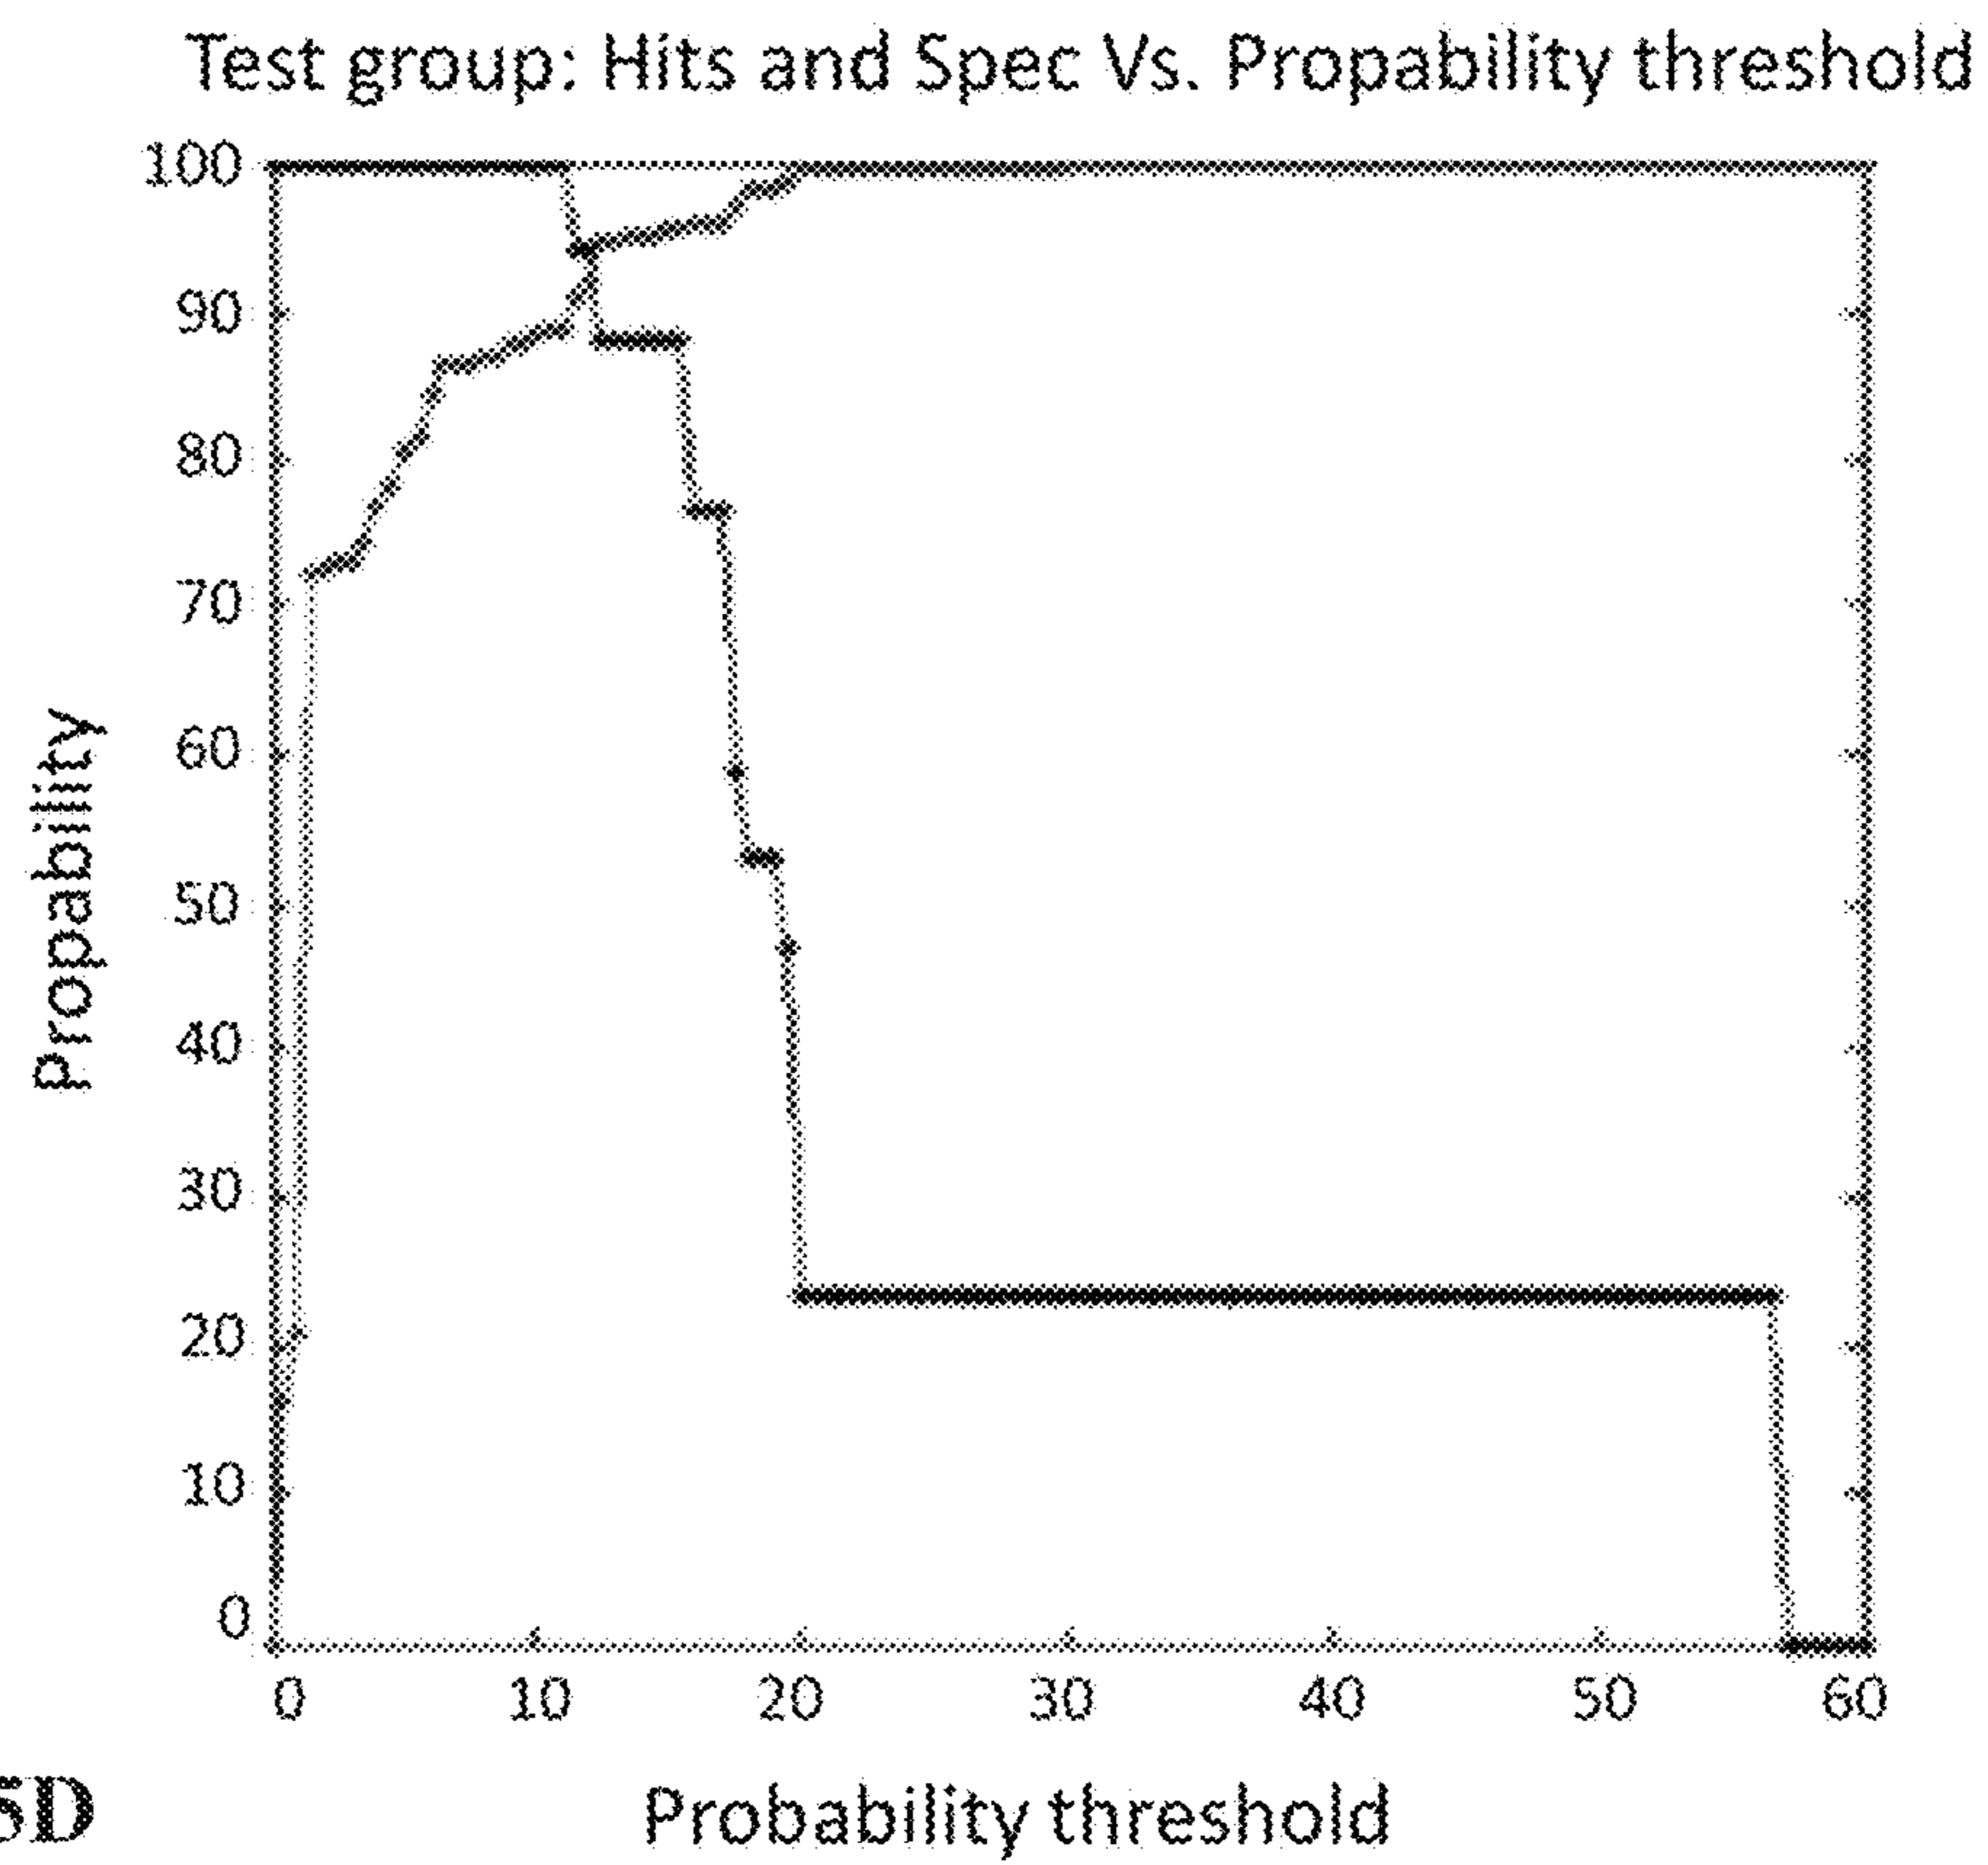 Test group: Hits and Spec Vs. Propability threshold
100
90
80
70
60
50
40
30
20
10
0
Propability
0 10 20 30 40 50 60
Probability threshold
5D